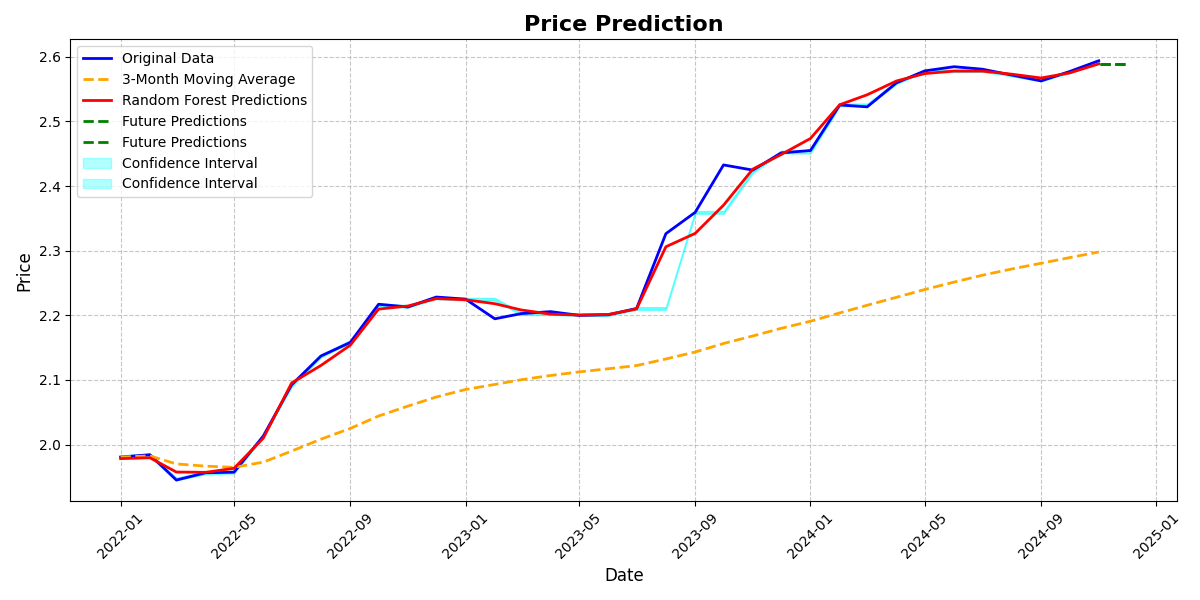 Price Prediction
Original Data
3-Month Moving Average
Random Forest Predictions
Future Predictions
Future Predictions
Confidence Interval
Confidence Interval
Price
2.6
2.5
2.4
2.3
2.2
2.1
2.0
2022-01
2022-05
2022-09
2023-01
2023-05
2023-09
2024-01
2024-05
2024-09
2025-01
Date